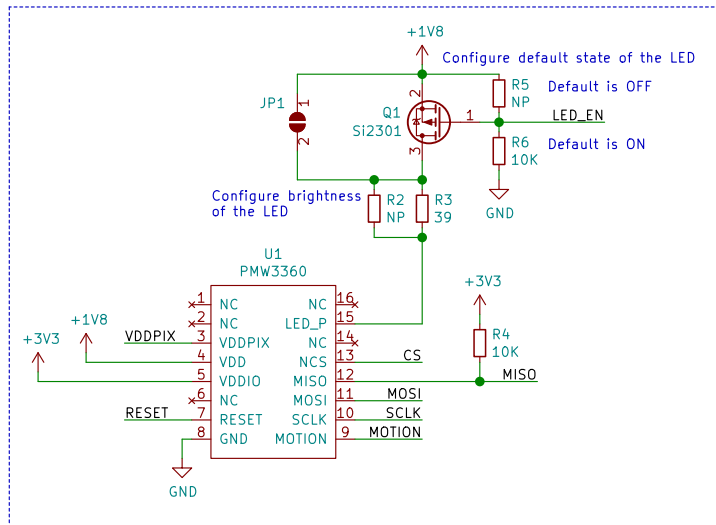 +1V8
Configure default state of the LED
JP1
1
2
2
Q1
Si2301
3
1
R5
NP
Default is OFF
LED_EN
R6
10K
Default is ON
GND
Configure brightness
of the LED
R2
NP
R3
39
U1
PMW3360
+3V3
+1V8
VDDPIX
RESET
GND
1 NC
2 NC
3 VDDPIX
4 VDD
5 VDDIO
6 NC
7 RESET
8 GND
NC 16
LED_P 15
NC 14
NCS 13
MISO 12
MOSI 11
SCLK 10
MOTION 9
CS
MOSI
SCLK
MOTION
+3V3
R4
10K
MISO